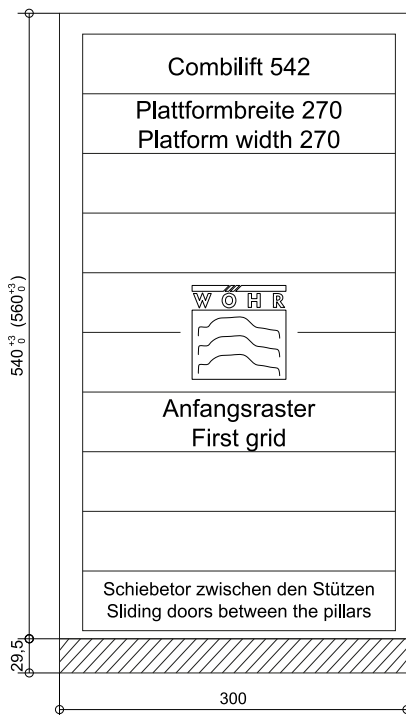 Combilift 542
Plattformbreite 270
Platform width 270
WÖHR
Anfangsraster
First grid
Schiebetor zwischen den Stützen
Sliding doors between the pillars
540 +3 0 (560 +3 0)
29,5
300